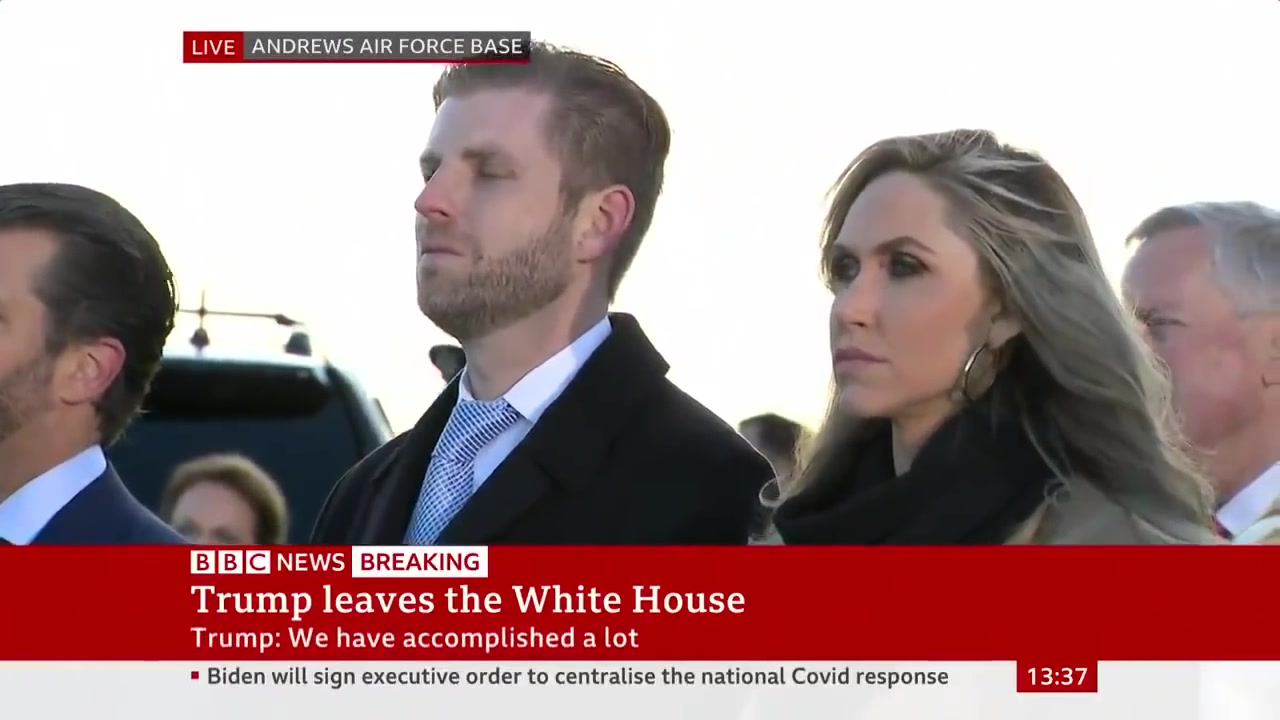 LIVE ANDREWS AIR FORCE BASE
BBC NEWS BREAKING
Trump leaves the White House
Trump: We have accomplished a lot
Biden will sign executive order to centralise the national Covid response 13:37